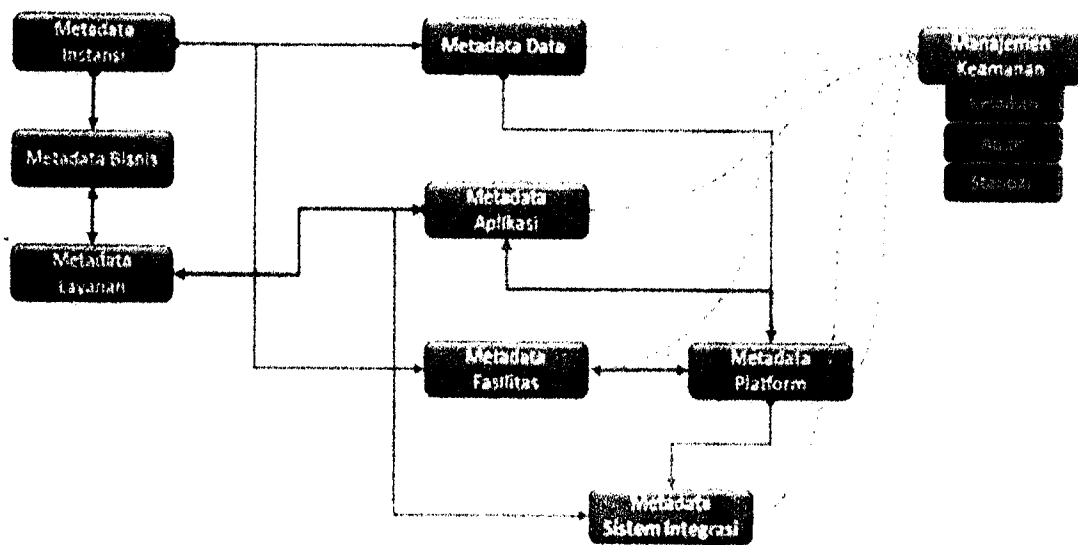 Metadata
Instansi
Metadata Data
Manajemen
Keamanan
Metadata Bisnis
Metadata
Aplikasi
Metadata
Layanan
Metadata
Fasilitas
Metadata
Platform
Metadata
Sistem Integrasi